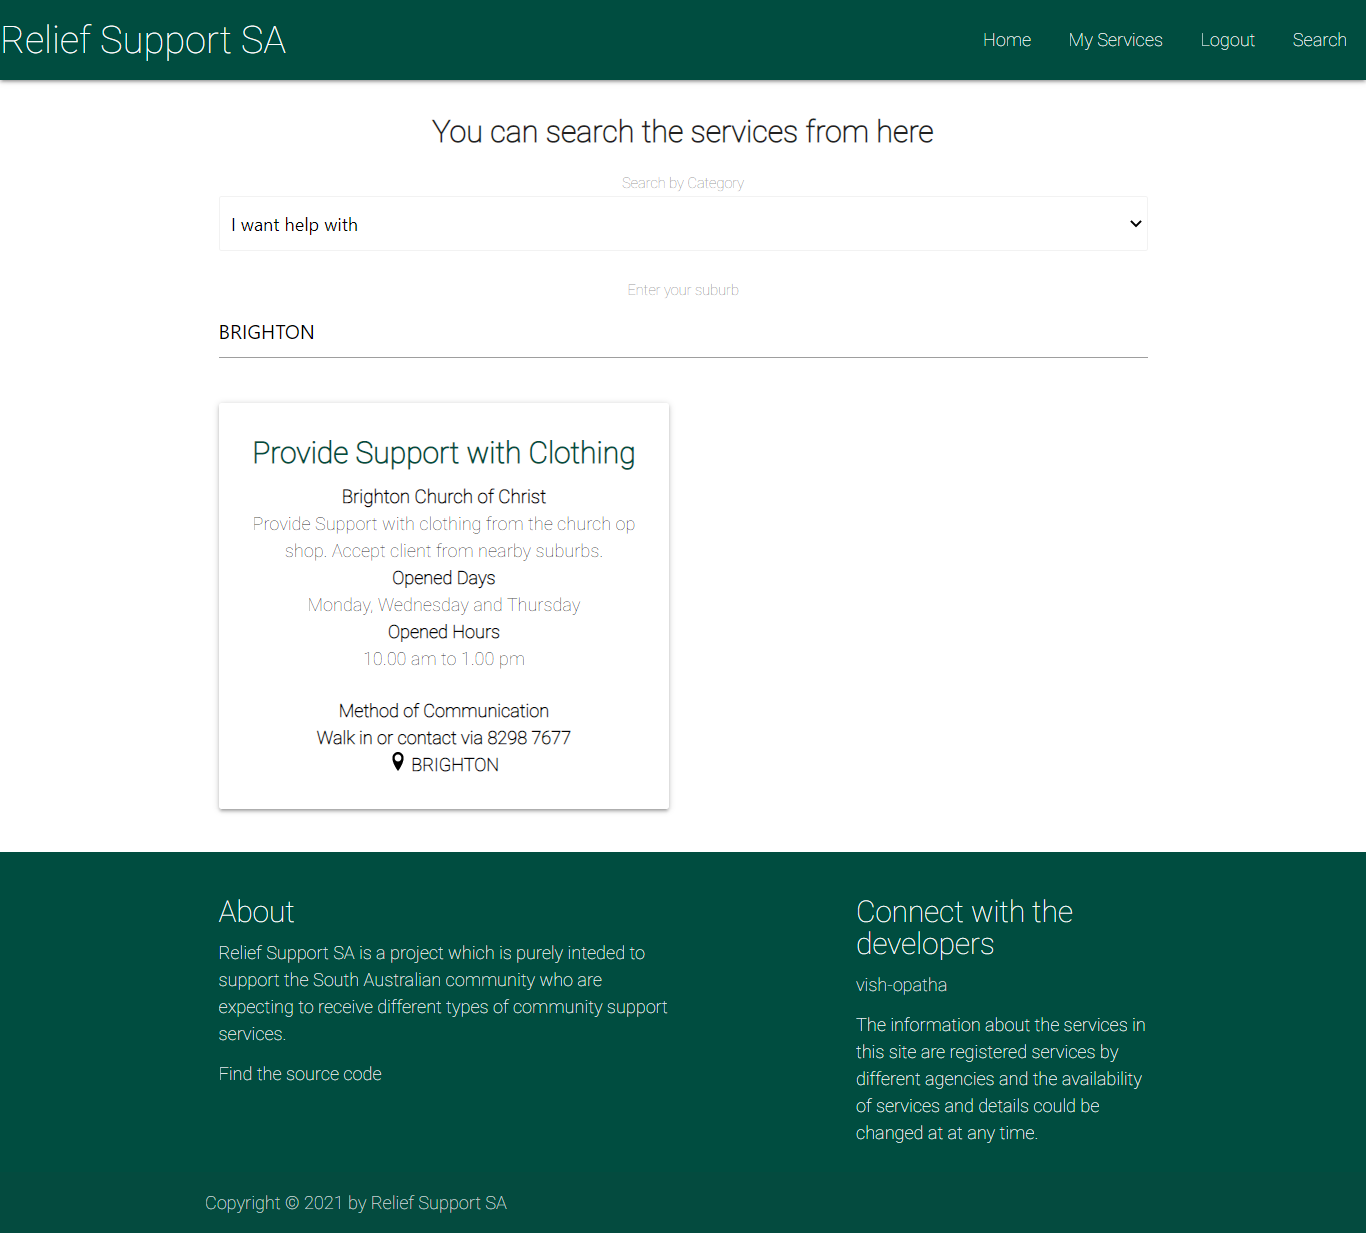 Relief Support SA
Home
My Services
Logout
Search
You can search the services from here
Search by Category
I want help with
Enter your suburb
BRIGHTON
Provide Support with Clothing
Brighton Church of Christ
Provide Support with clothing from the church op
shop. Accept client from nearby suburbs.
Opened Days
Monday, Wednesday and Thursday
Opened Hours
10.00 am to 1.00 pm
Method of Communication
Walk in or contact via 8298 7677
BRIGHTON
About
Relief Support SA is a project which is purely inteded to
support the South Australian community who are
expecting to receive different types of community support
services.
Find the source code
Connect with the
developers
vish-opatha
The information about the services in
this site are registered services by
different agencies and the availability
of services and details could be
changed at at any time.
Copyright © 2021 by Relief Support SA